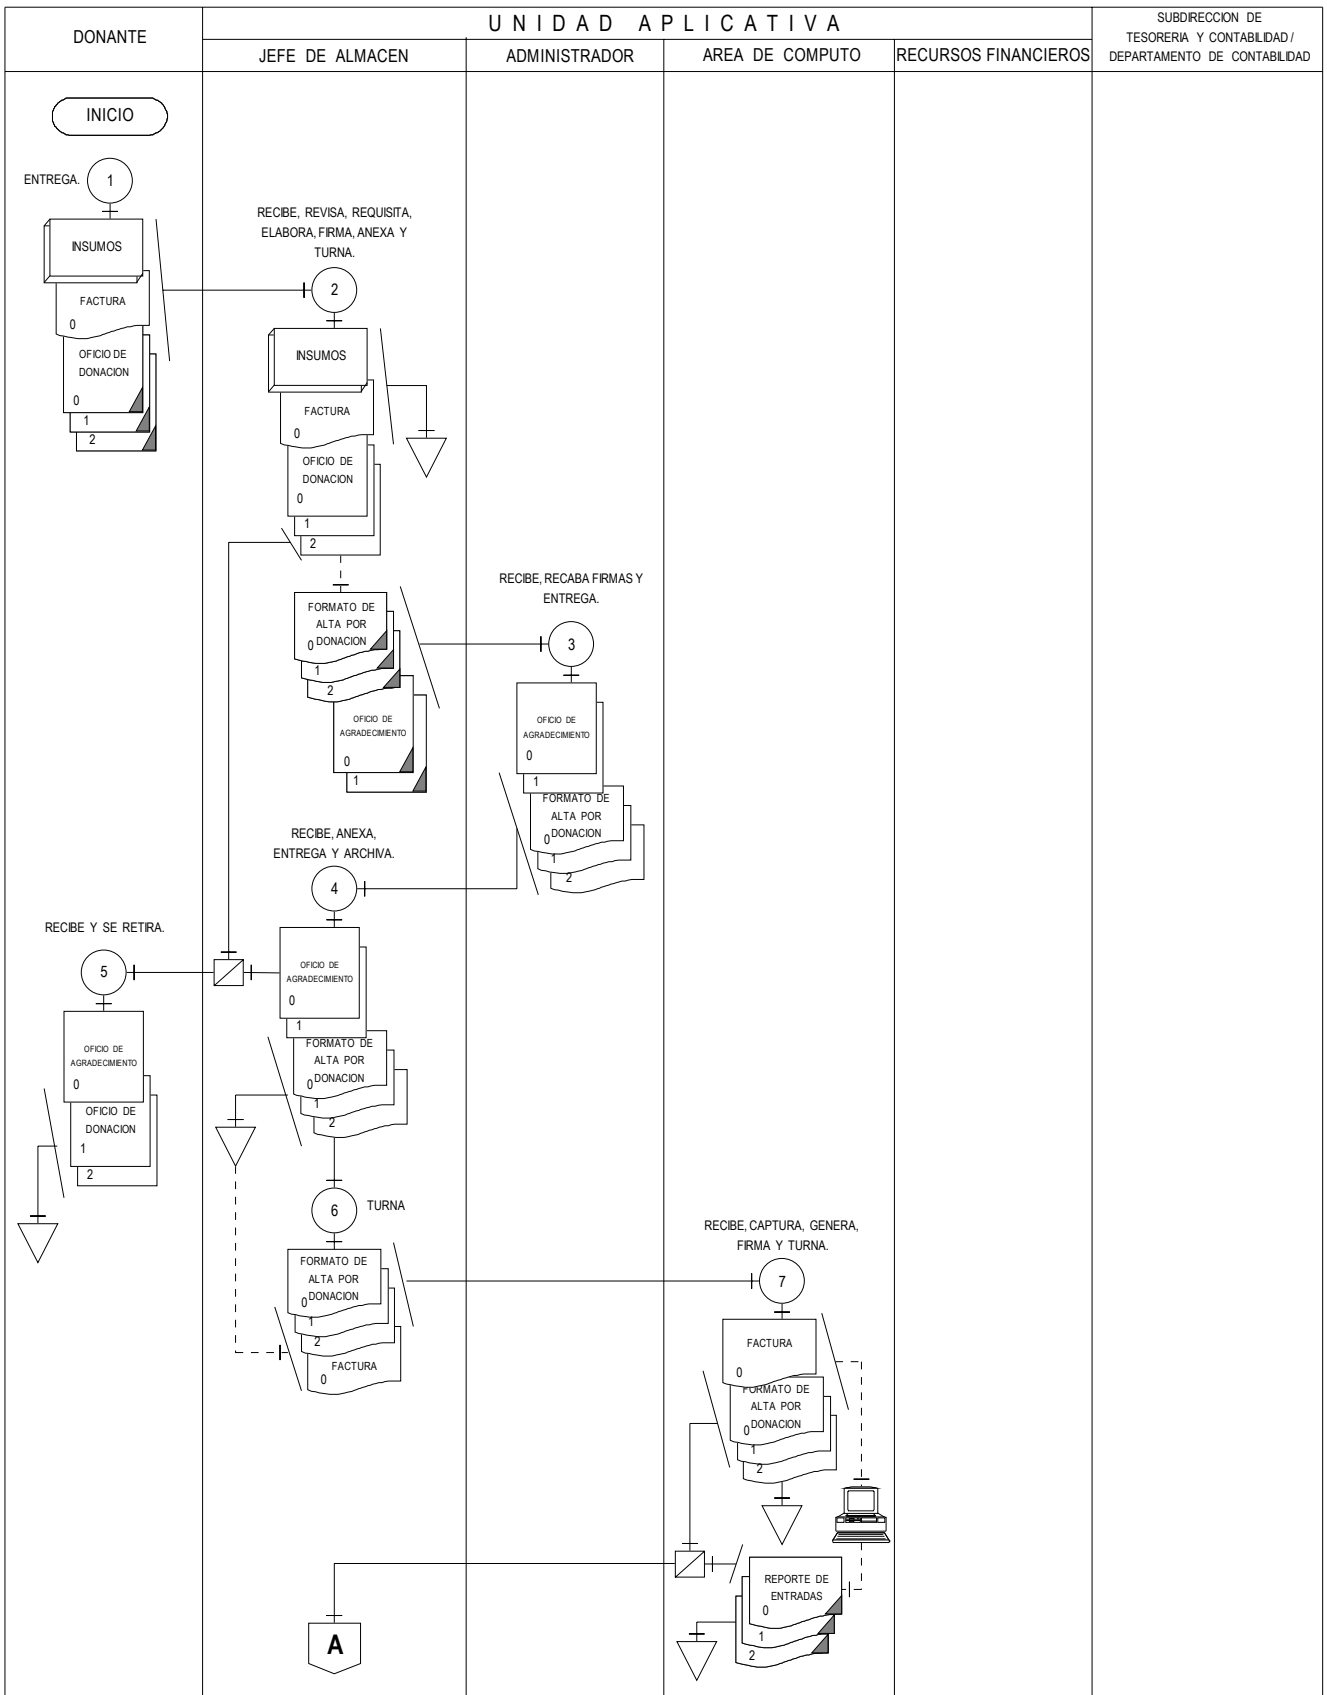 DONANTE
UNIDAD APLICATIVA
SUBDIRECCION DE
TESORERIA Y CONTABILIDAD /
DEPARTAMENTO DE CONTABILIDAD
JEFE DE ALMACEN
ADMINISTRADOR
AREA DE COMPUTO
RECURSOS FINANCIEROS
INICIO
ENTREGA.
1
INSUMOS
FACTURA
0
OFICIO DE
DONACION
0
1
2
RECIBE, REVISA, REQUISITA,
ELABORA, FIRMA, ANEXA Y
TURNA.
2
INSUMOS
FACTURA
0
OFICIO DE
DONACION
0
1
2
FORMATO DE
ALTA POR
DONACION
0
1
2
OFICIO DE
AGRADECIMIENTO
0
1
RECIBE, RECABA FIRMAS Y
ENTREGA.
3
OFICIO DE
AGRADECIMIENTO
0
1
FORMATO DE
ALTA POR
DONACION
0
1
2
RECIBE, ANEXA,
ENTREGA Y ARCHIVA.
4
OFICIO DE
AGRADECIMIENTO
0
1
FORMATO DE
ALTA POR
DONACION
0
1
2
RECIBE Y SE RETIRA.
5
OFICIO DE
AGRADECIMIENTO
0
OFICIO DE
DONACION
1
2
6
TURNA
FORMATO DE
ALTA POR
DONACION
0
1
2
FACTURA
0
RECIBE, CAPTURA, GENERA,
FIRMA Y TURNA.
7
FACTURA
0
FORMATO DE
ALTA POR
DONACION
0
1
2
REPORTE DE
ENTRADAS
0
1
2
A